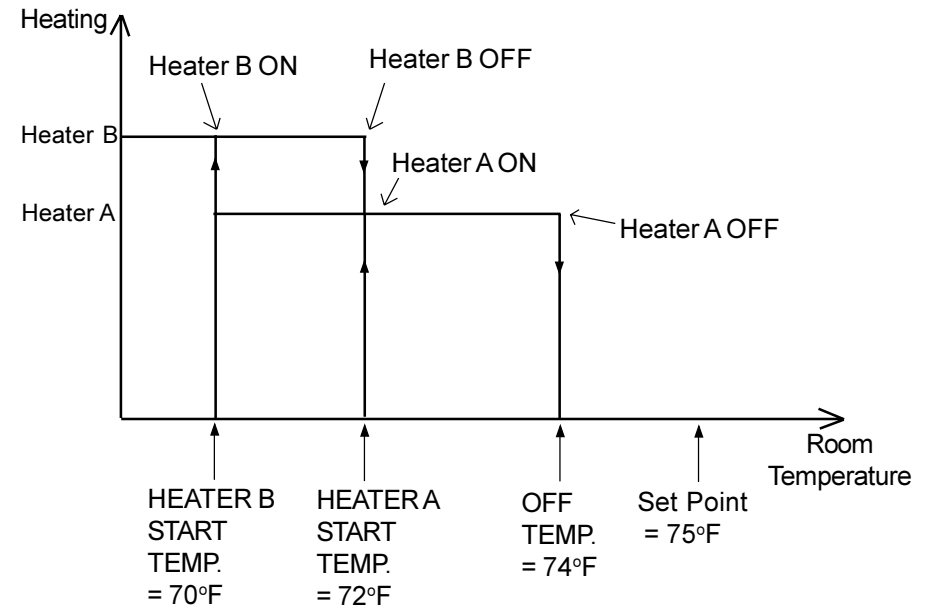 Heating
Heater B ON
Heater B OFF
Heater B
Heater A ON
Heater A
Heater A OFF
Room
Temperature
HEATER B
START
TEMP.
= 70°F
HEATER A
START
TEMP.
= 72°F
OFF
TEMP.
= 74°F
Set Point
= 75°F